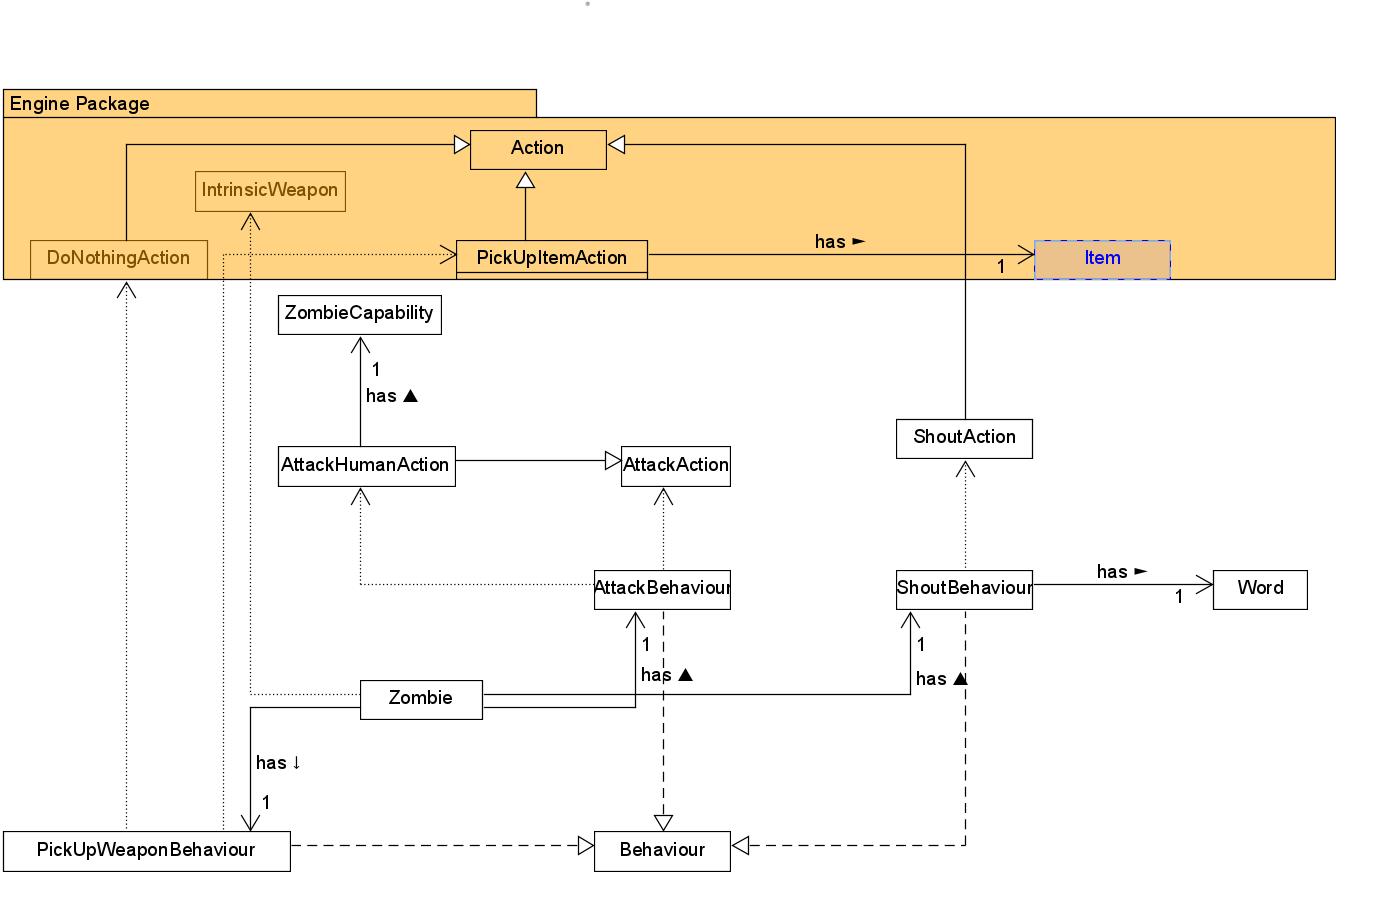 Engine Package
Action
IntrinsicWeapon
has ►
DoNothingAction
PickUpItemAction
Item
1
ZombieCapability
1
has ▲
ShoutAction
AttackHumanAction
AttackAction
has ►
AttackBehaviour
ShoutBehaviour
Word
1
1
1
has ▲
has ▲
Zombie
has ↓
1
PickUpWeaponBehaviour
Behaviour